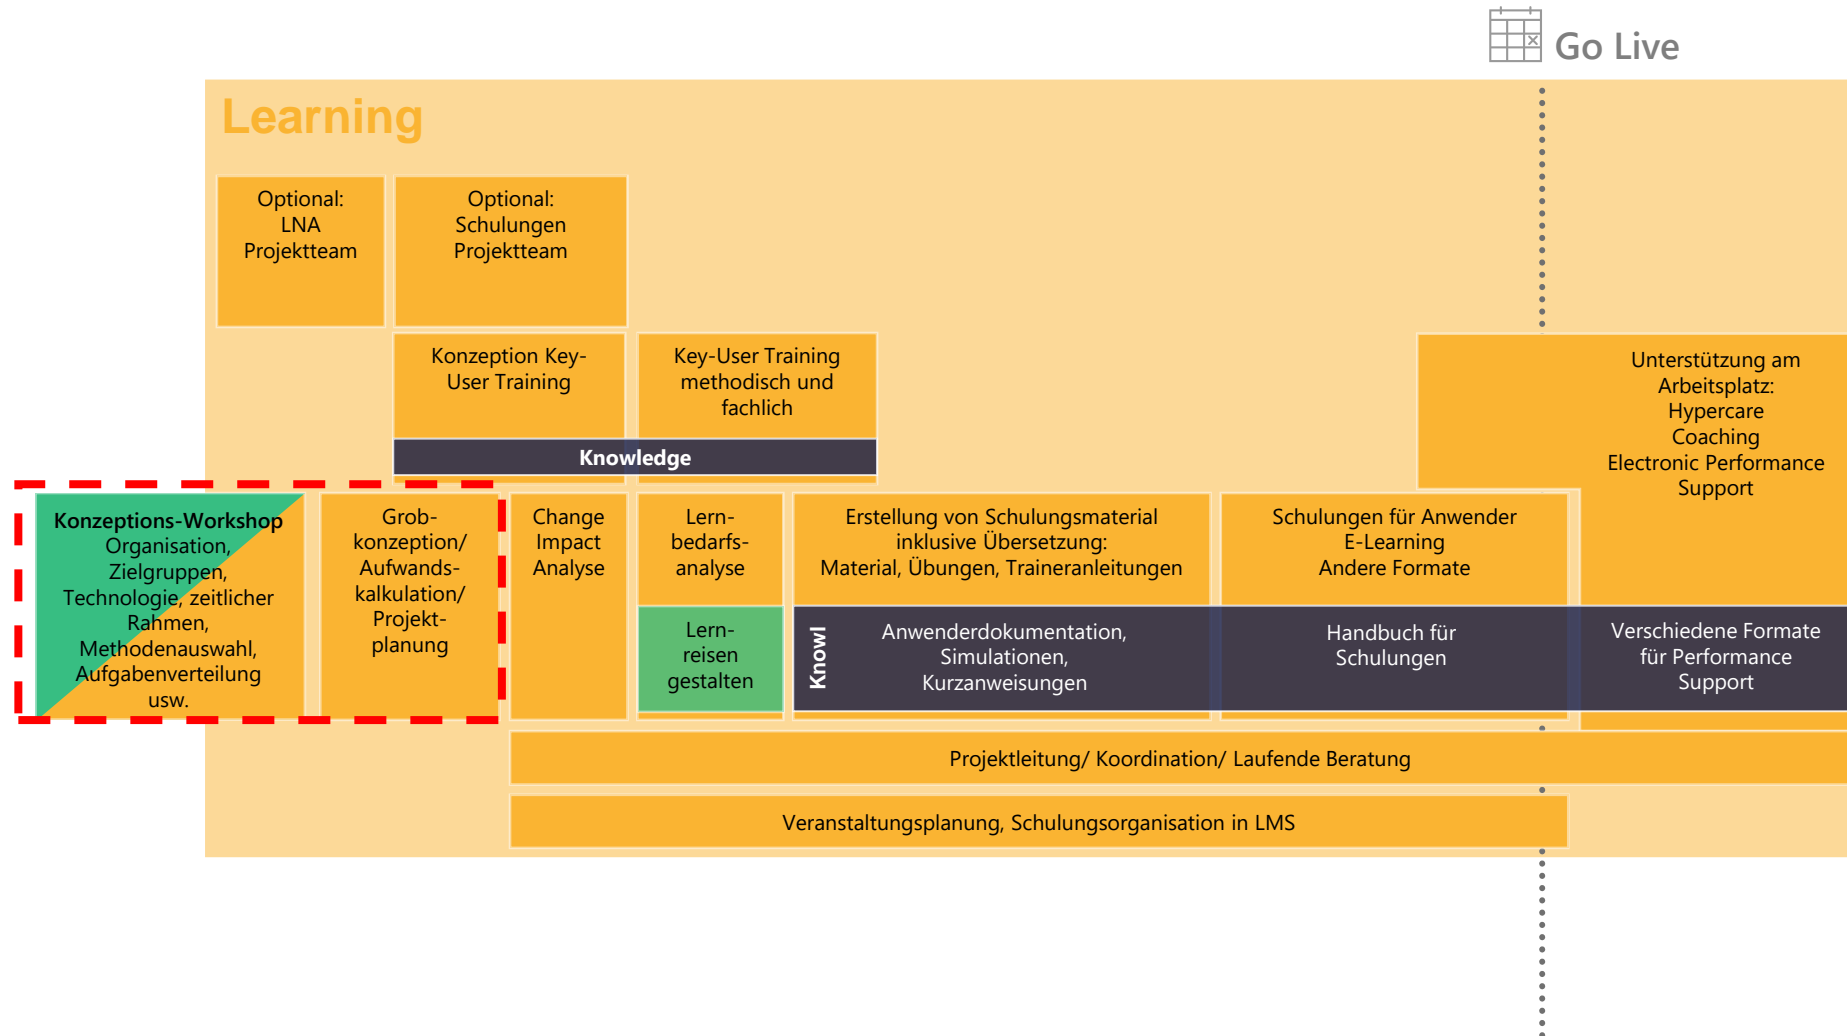 Go Live
Learning
Optional:
LNA
Projektteam
Optional:
Schulungen
Projektteam
Konzeption Key-
User Training
Key-User Training
methodisch und
fachlich
Unterstützung am
Arbeitsplatz:
Hypercare
Coaching
Electronic Performance
Support
Knowledge
Konzeptions-Workshop
Organisation,
Zielgruppen,
Technologie, zeitlicher
Rahmen,
Methodenauswahl,
Aufgabenverteilung
usw.
Grob-
konzeption/
Aufwands-
kalkulation/
Projekt-
planung
Change
Impact
Analyse
Lern-
bedarfs-
analyse
Lern-
reisen
gestalten
Erstellung von Schulungsmaterial
inklusive Übersetzung:
Material, Übungen, Traineranleitungen
Schulungen für Anwender
E-Learning
Andere Formate
Knowl
Anwenderdokumentation,
Simulationen,
Kurzanweisungen
Handbuch für
Schulungen
Verschiedene Formate
für Performance
Support
Projektleitung/ Koordination/ Laufende Beratung
Veranstaltungsplanung, Schulungsorganisation in LMS